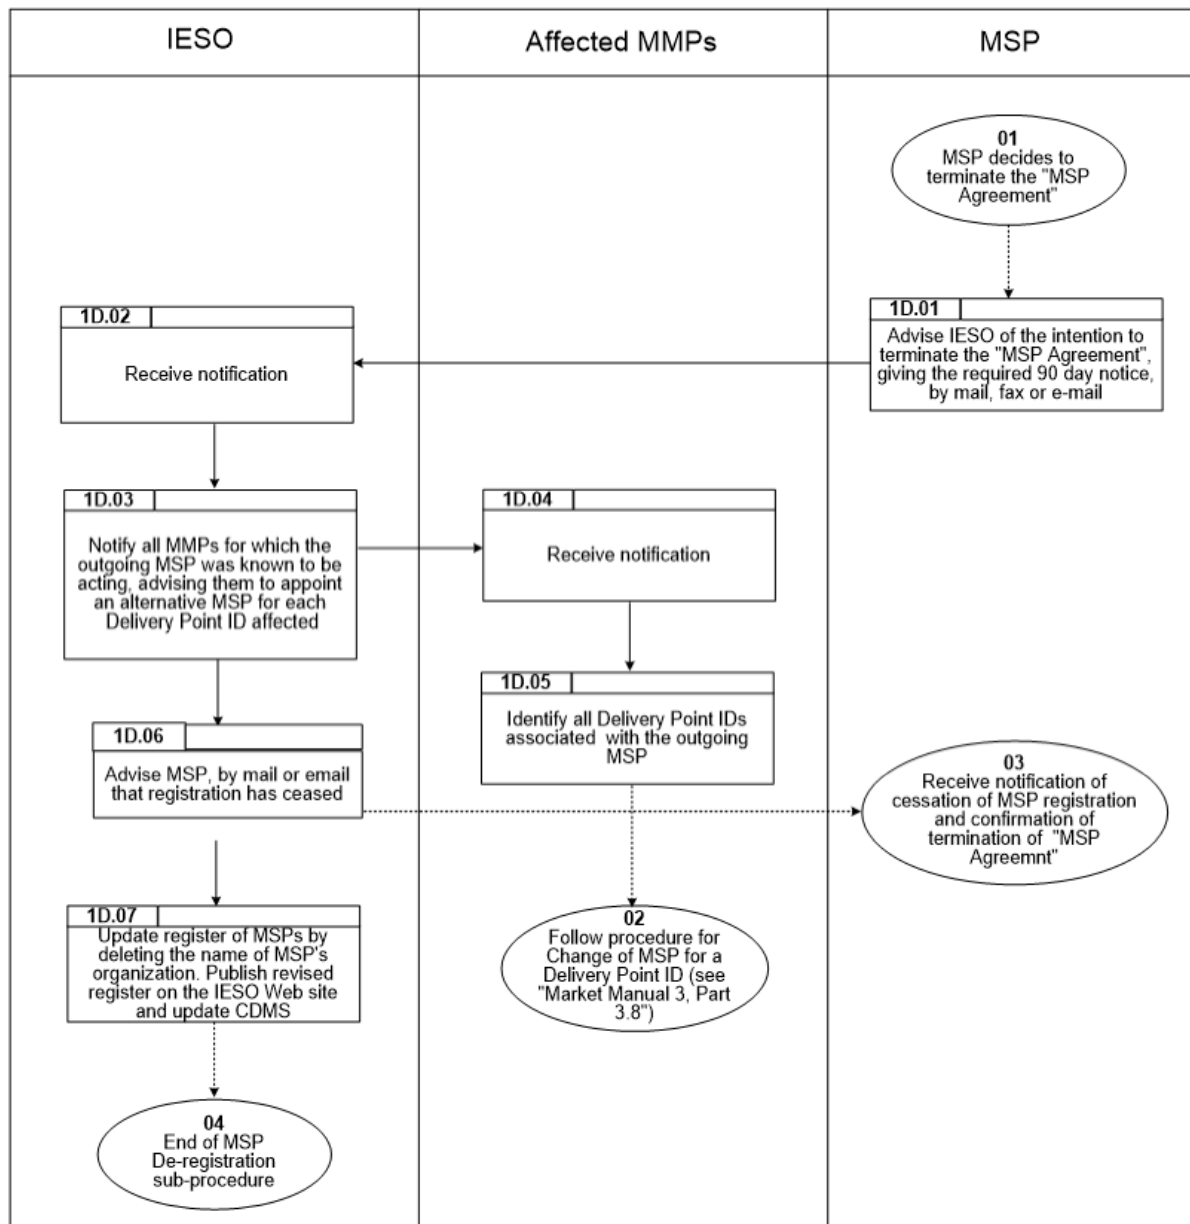 IESO
Affected MMPs
MSP
01
MSP decides to
terminate the "MSP
Agreement"
1D.01
Advise IESO of the intention to
terminate the "MSP Agreement",
giving the required 90 day notice,
by mail, fax or e-mail
1D.02
Receive notification
1D.03
Notify all MMPs for which the
outgoing MSP was known to be
acting, advising them to appoint
an alternative MSP for each
Delivery Point ID affected
1D.04
Receive notification
1D.05
Identify all Delivery Point IDs
associated with the outgoing
MSP
1D.06
Advise MSP, by mail or email
that registration has ceased
03
Receive notification of
cessation of MSP registration
and confirmation of
termination of "MSP
Agreemnt"
1D.07
Update register of MSPs by
deleting the name of MSP's
organization. Publish revised
register on the IESO Web site
and update CDMS
02
Follow procedure for
Change of MSP for a
Delivery Point ID (see
"Market Manual 3, Part
3.8")
04
End of MSP
De-registration
sub-procedure